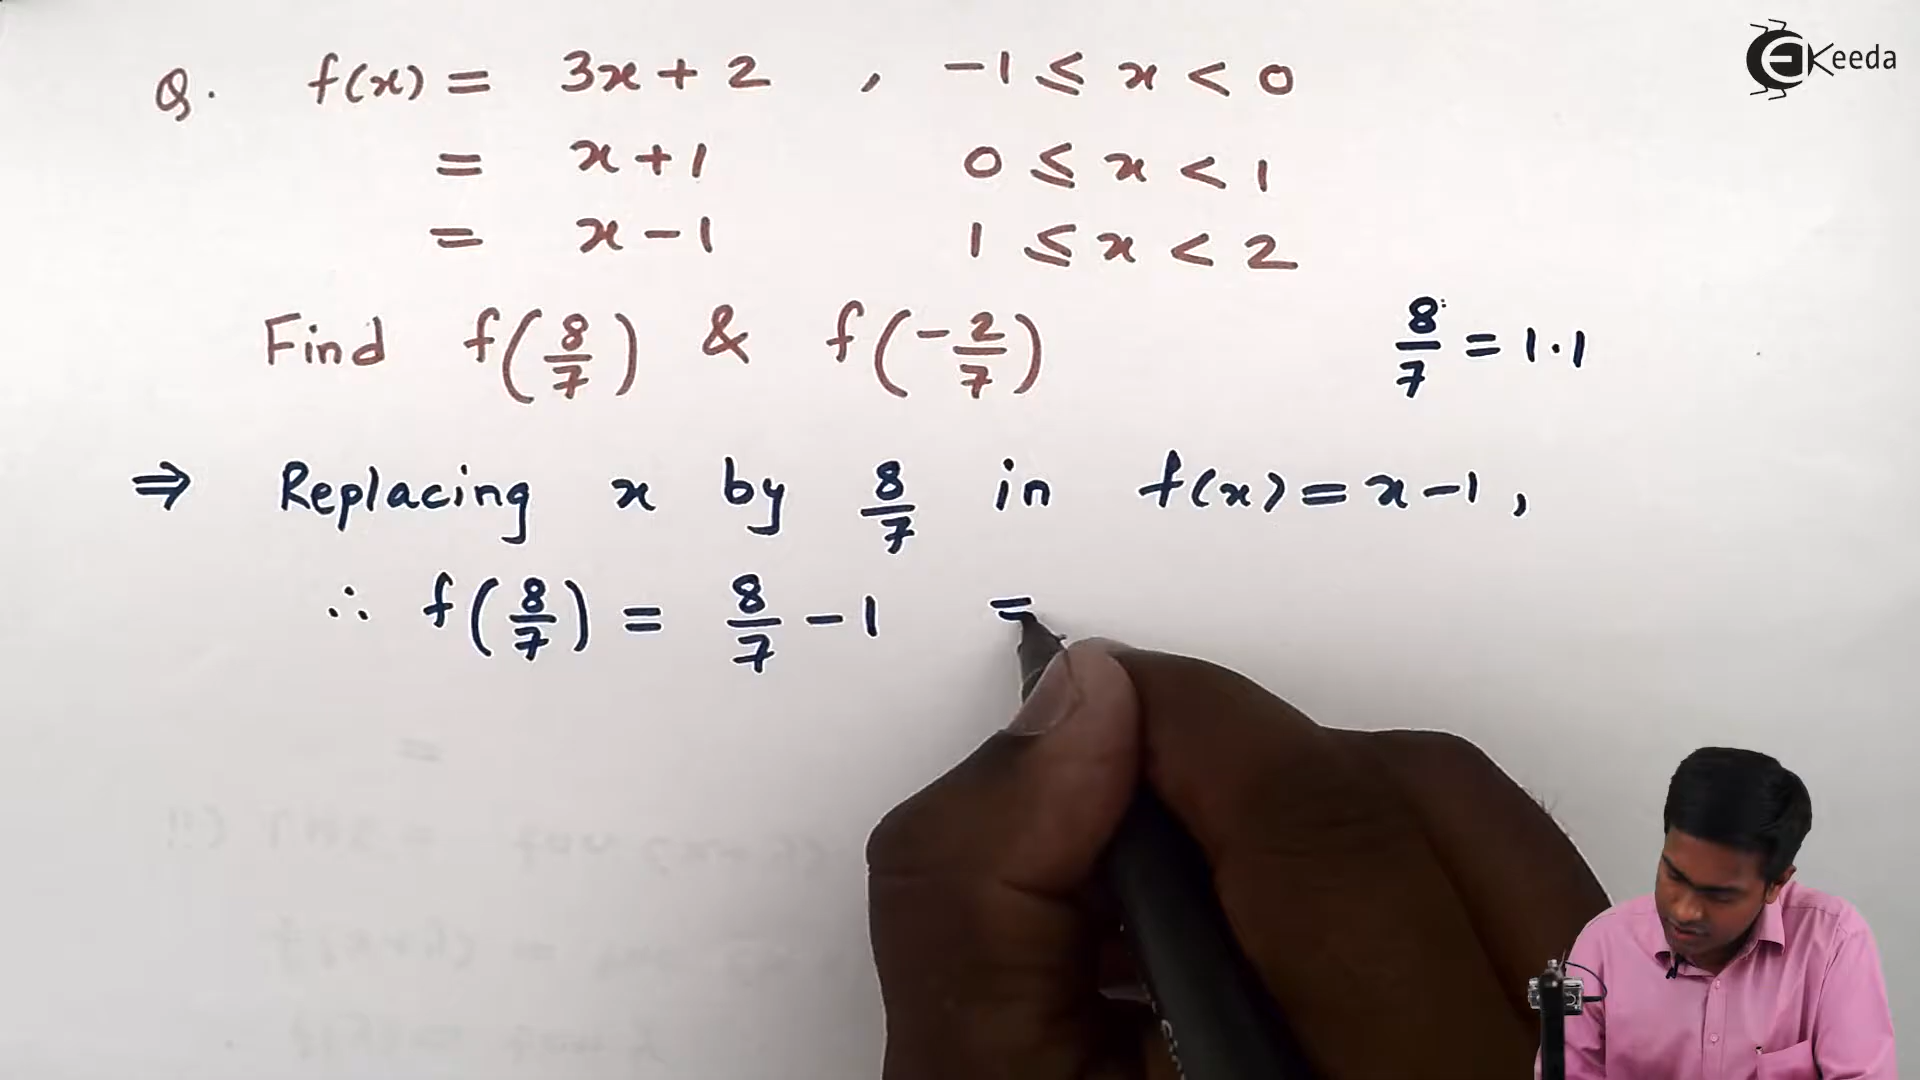 Keeda
Q. f(x) = 3x + 2 , -1 ≤ x < 0
= x + 1 0 ≤ x < 1
= x - 1 1 ≤ x < 2
Find f(8/7) & f(-2/7)
8/7 = 1.1
⇒ Replacing x by 8/7 in f(x) = x - 1,
∴ f(8/7) = 8/7 - 1 =